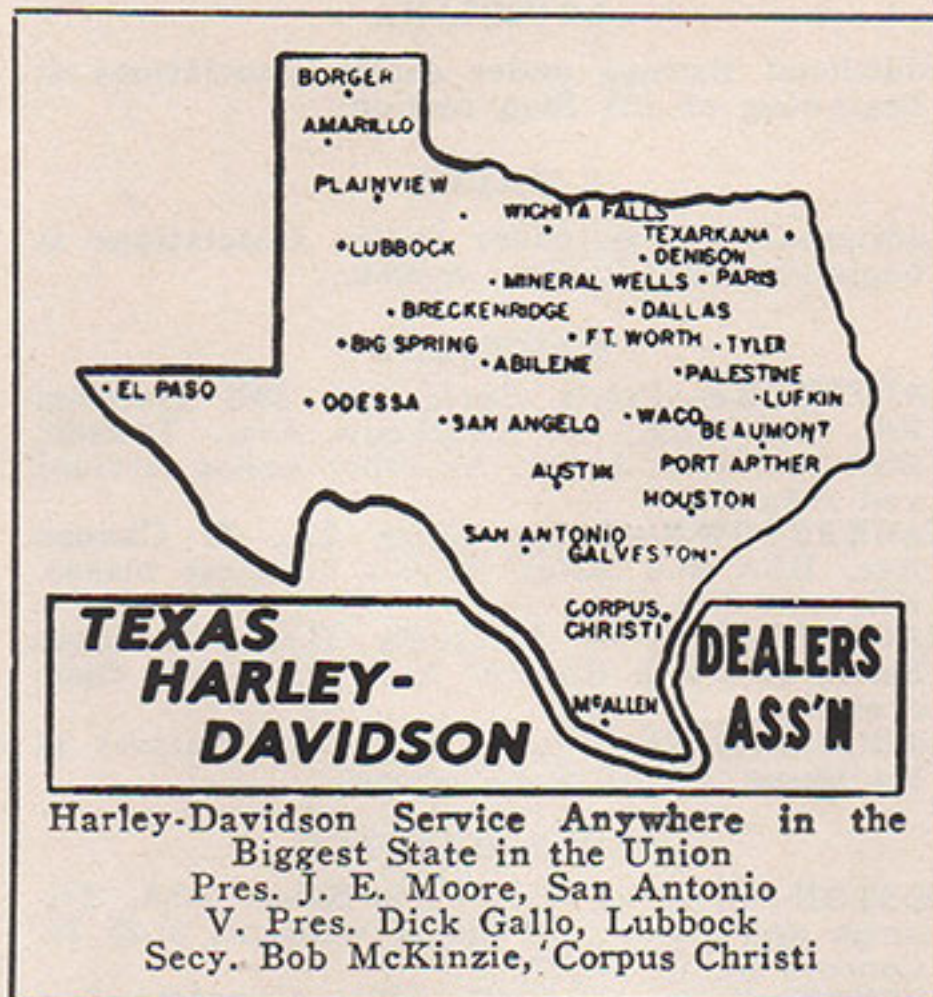 BORGER
AMARILLO
PLAINVIEW
WICHITA FALLS
LUBBOCK
TEXARKANA
DENISON
MINERAL WELLS
PARIS
BRECKENRIDGE
DALLAS
BIG SPRING
FT. WORTH
TYLER
ABILENE
PALESTINE
EL PASO
ODESSA
LUFKIN
SAN ANGELO
WACO
BEAUMONT
AUSTIN
PORT ARTHER
HOUSTON
SAN ANTONIO
GALVESTON
CORPUS
CHRISTI
McALLEN
TEXAS
HARLEY-
DAVIDSON
DEALERS
ASS'N
Harley-Davidson Service Anywhere in the
Biggest State in the Union
Pres. J. E. Moore, San Antonio
V. Pres. Dick Gallo, Lubbock
Secy. Bob McKinzie, Corpus Christi